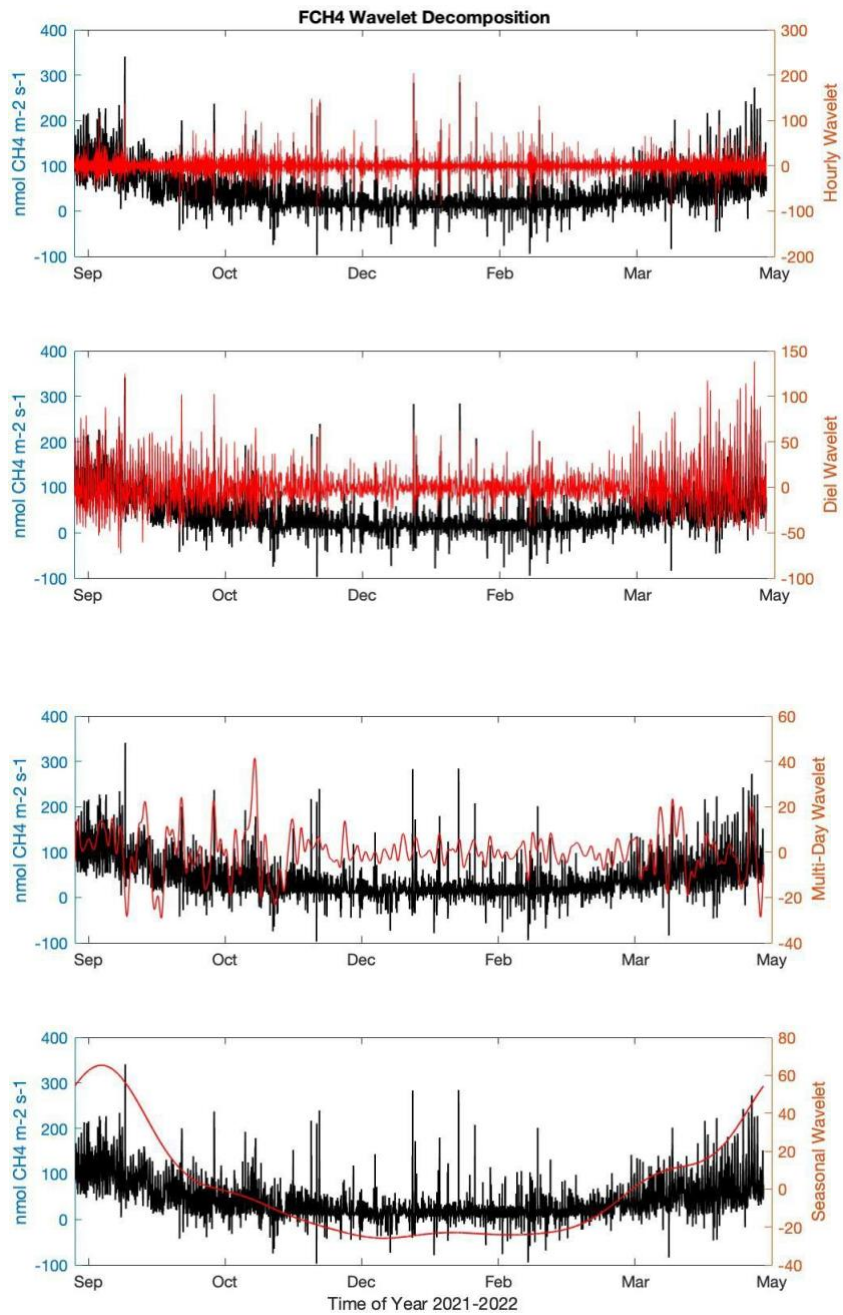 FCH4 Wavelet Decomposition
400 300
300 200
200 100
100 0
0 -100
-100 -200
nmol CH4 m-2 s-1
Hourly Wavelet
Sep Oct Dec Feb Mar May
400 150
300 100
200 50
100 0
0 -50
-100 -100
nmol CH4 m-2 s-1
Diel Wavelet
Sep Oct Dec Feb Mar May
400 60
300 40
200 20
100 0
0 -20
-100 -40
nmol CH4 m-2 s-1
Multi-Day Wavelet
Sep Oct Dec Feb Mar May
400 80
300 60
200 40
100 20
0 0
-100 -20
-40
nmol CH4 m-2 s-1
Seasonal Wavelet
Sep Oct Dec Feb Mar May
Time of Year 2021-2022